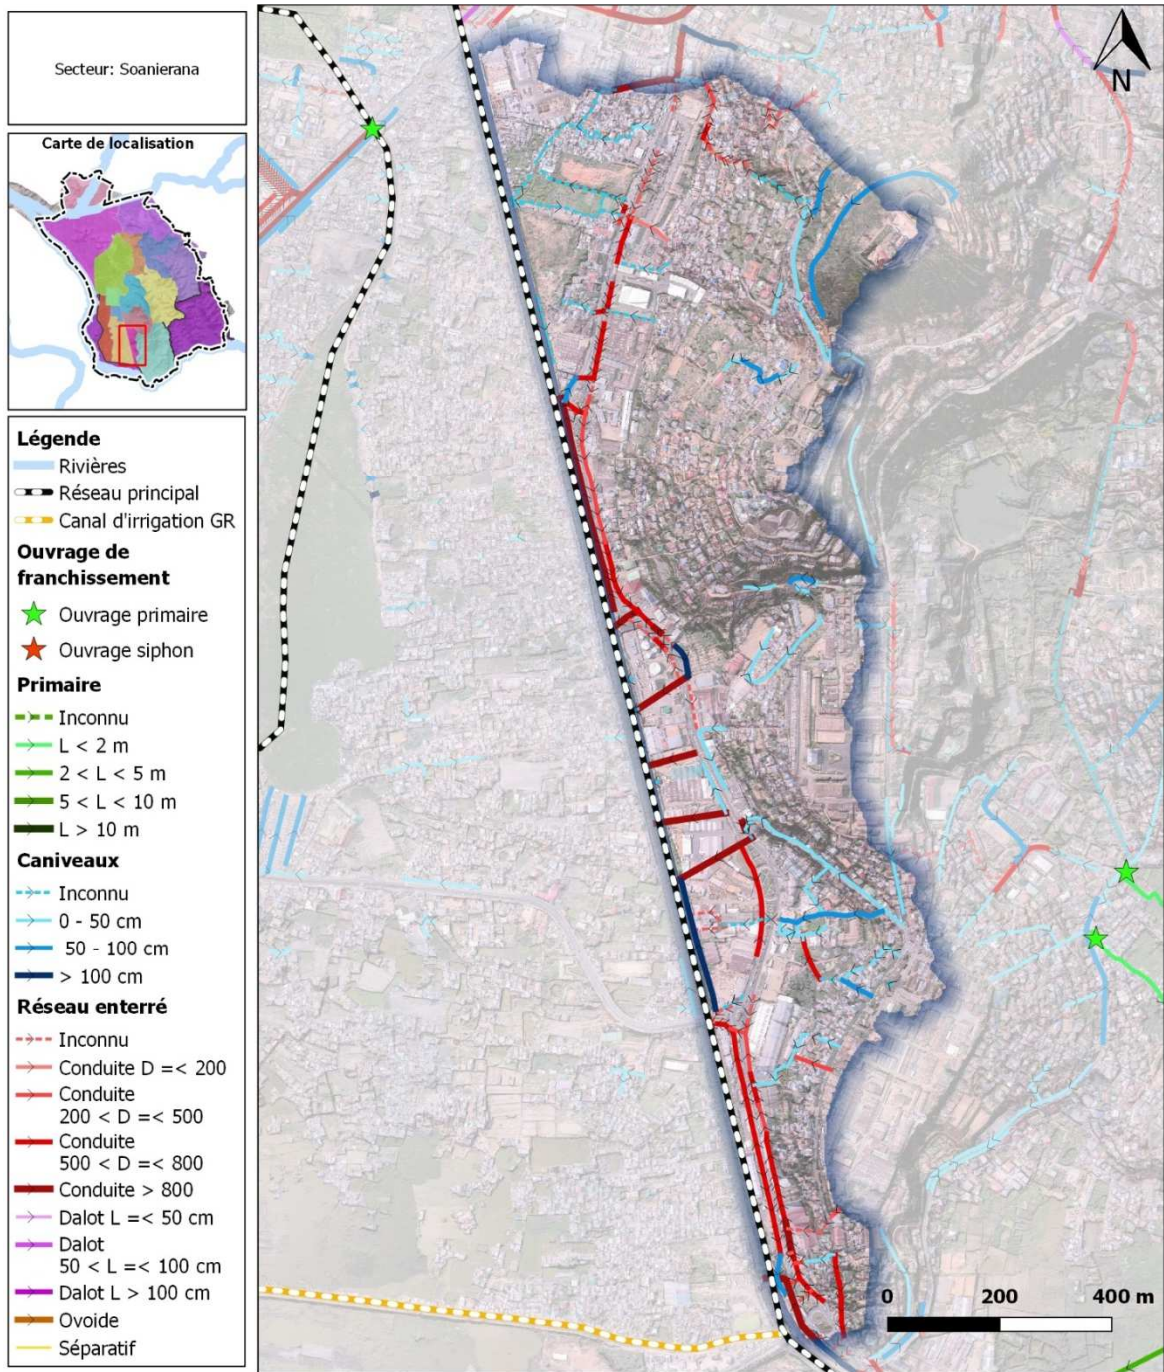 Secteur: Soanierana
Carte de localisation
Légende
Rivières
Réseau principal
Canal d'irrigation GR
Ouvrage de
franchissement
Ouvrage primaire
Ouvrage siphon
Primaire
Inconnu
L < 2 m
2 < L < 5 m
5 < L < 10 m
L > 10 m
Caniveaux
Inconnu
0 - 50 cm
50 - 100 cm
> 100 cm
Réseau enterré
Inconnu
Conduite D =< 200
Conduite
200 < D =< 500
Conduite
500 < D =< 800
Conduite > 800
Dalot L =< 50 cm
Dalot
50 < L =< 100 cm
Dalot L > 100 cm
Ovoide
Séparatif
N
0 200 400 m